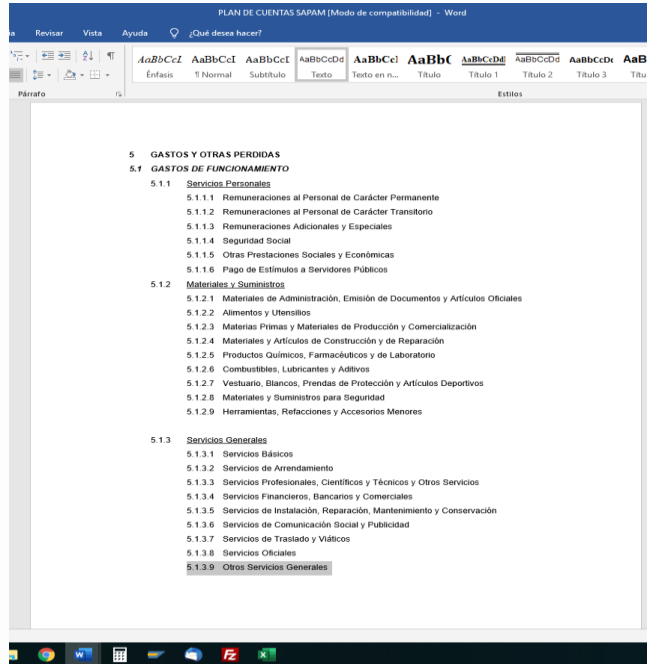 PLAN DE CUENTAS SAPAM [Modo de compatibilidad] - Word
Revisar Vista Ayuda ¿Qué desea hacer?
AaBbCcI AaBbCcI AaBbCcI AaBbCcDd AaBbCcl AaBb( AaBbCcDd AaBbCcDd AaBbCcDc AaB
Énfasis ¶ Normal Subtítulo Texto Texto en n... Título Título 1 Título 2 Título 3 Títu
Párrafo Estilos
5 GASTOS Y OTRAS PERDIDAS
5.1 GASTOS DE FUNCIONAMIENTO
5.1.1 Servicios Personales
5.1.1.1 Remuneraciones al Personal de Carácter Permanente
5.1.1.2 Remuneraciones al Personal de Carácter Transitorio
5.1.1.3 Remuneraciones Adicionales y Especiales
5.1.1.4 Seguridad Social
5.1.1.5 Otras Prestaciones Sociales y Económicas
5.1.1.6 Pago de Estímulos a Servidores Públicos
5.1.2 Materiales y Suministros
5.1.2.1 Materiales de Administración, Emisión de Documentos y Artículos Oficiales
5.1.2.2 Alimentos y Utensilios
5.1.2.3 Materias Primas y Materiales de Producción y Comercialización
5.1.2.4 Materiales y Artículos de Construcción y de Reparación
5.1.2.5 Productos Químicos, Farmacéuticos y de Laboratorio
5.1.2.6 Combustibles, Lubricantes y Aditivos
5.1.2.7 Vestuario, Blancos, Prendas de Protección y Artículos Deportivos
5.1.2.8 Materiales y Suministros para Seguridad
5.1.2.9 Herramientas, Refacciones y Accesorios Menores
5.1.3 Servicios Generales
5.1.3.1 Servicios Básicos
5.1.3.2 Servicios de Arrendamiento
5.1.3.3 Servicios Profesionales, Científicos y Técnicos y Otros Servicios
5.1.3.4 Servicios Financieros, Bancarios y Comerciales
5.1.3.5 Servicios de Instalación, Reparación, Mantenimiento y Conservación
5.1.3.6 Servicios de Comunicación Social y Publicidad
5.1.3.7 Servicios de Traslado y Viáticos
5.1.3.8 Servicios Oficiales
5.1.3.9 Otros Servicios Generales